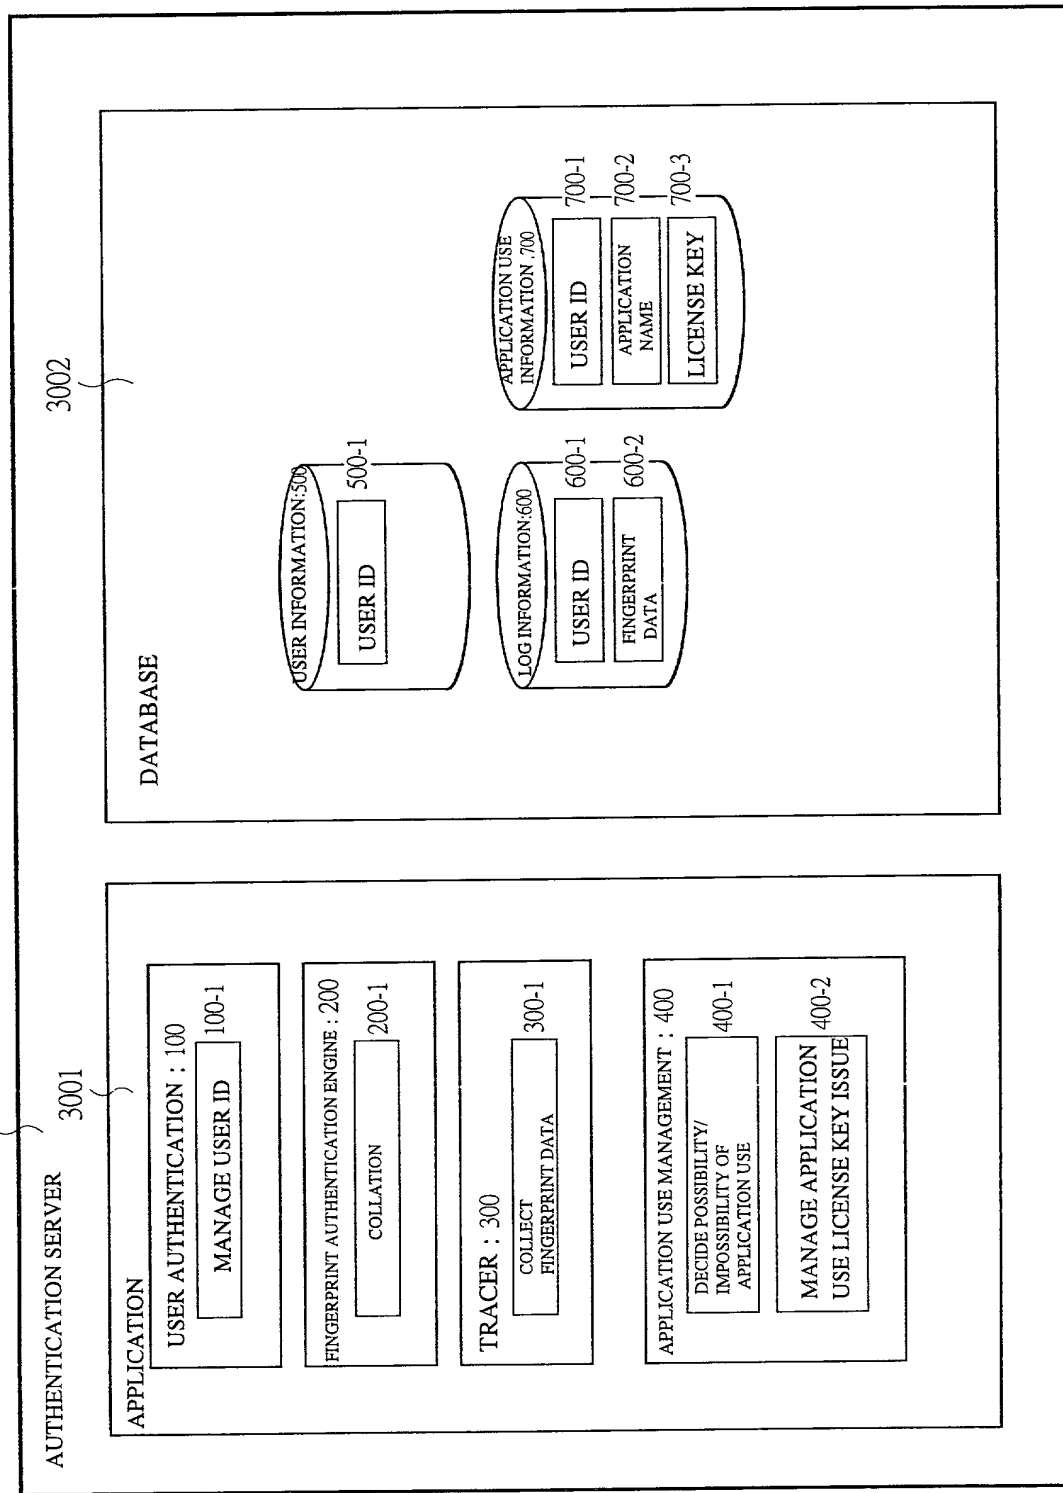 AUTHENTICATION SERVER
3001
APPLICATION
USER AUTHENTICATION : 100
MANAGE USER ID
100-1
FINGERPRINT AUTHENTICATION ENGINE : 200
COLLATION
200-1
TRACER : 300
COLLECT
FINGERPRINT DATA
300-1
APPLICATION USE MANAGEMENT : 400
DECIDE POSSIBILITY/
IMPOSSIBILITY OF
APPLICATION USE
400-1
MANAGE APPLICATION
USE LICENSE KEY ISSUE
400-2
3002
DATABASE
USER INFORMATION:500
USER ID
500-1
LOG INFORMATION:600
USER ID
600-1
FINGERPRINT
DATA
600-2
APPLICATION USE
INFORMATION :700
USER ID
700-1
APPLICATION
NAME
700-2
LICENSE KEY
700-3